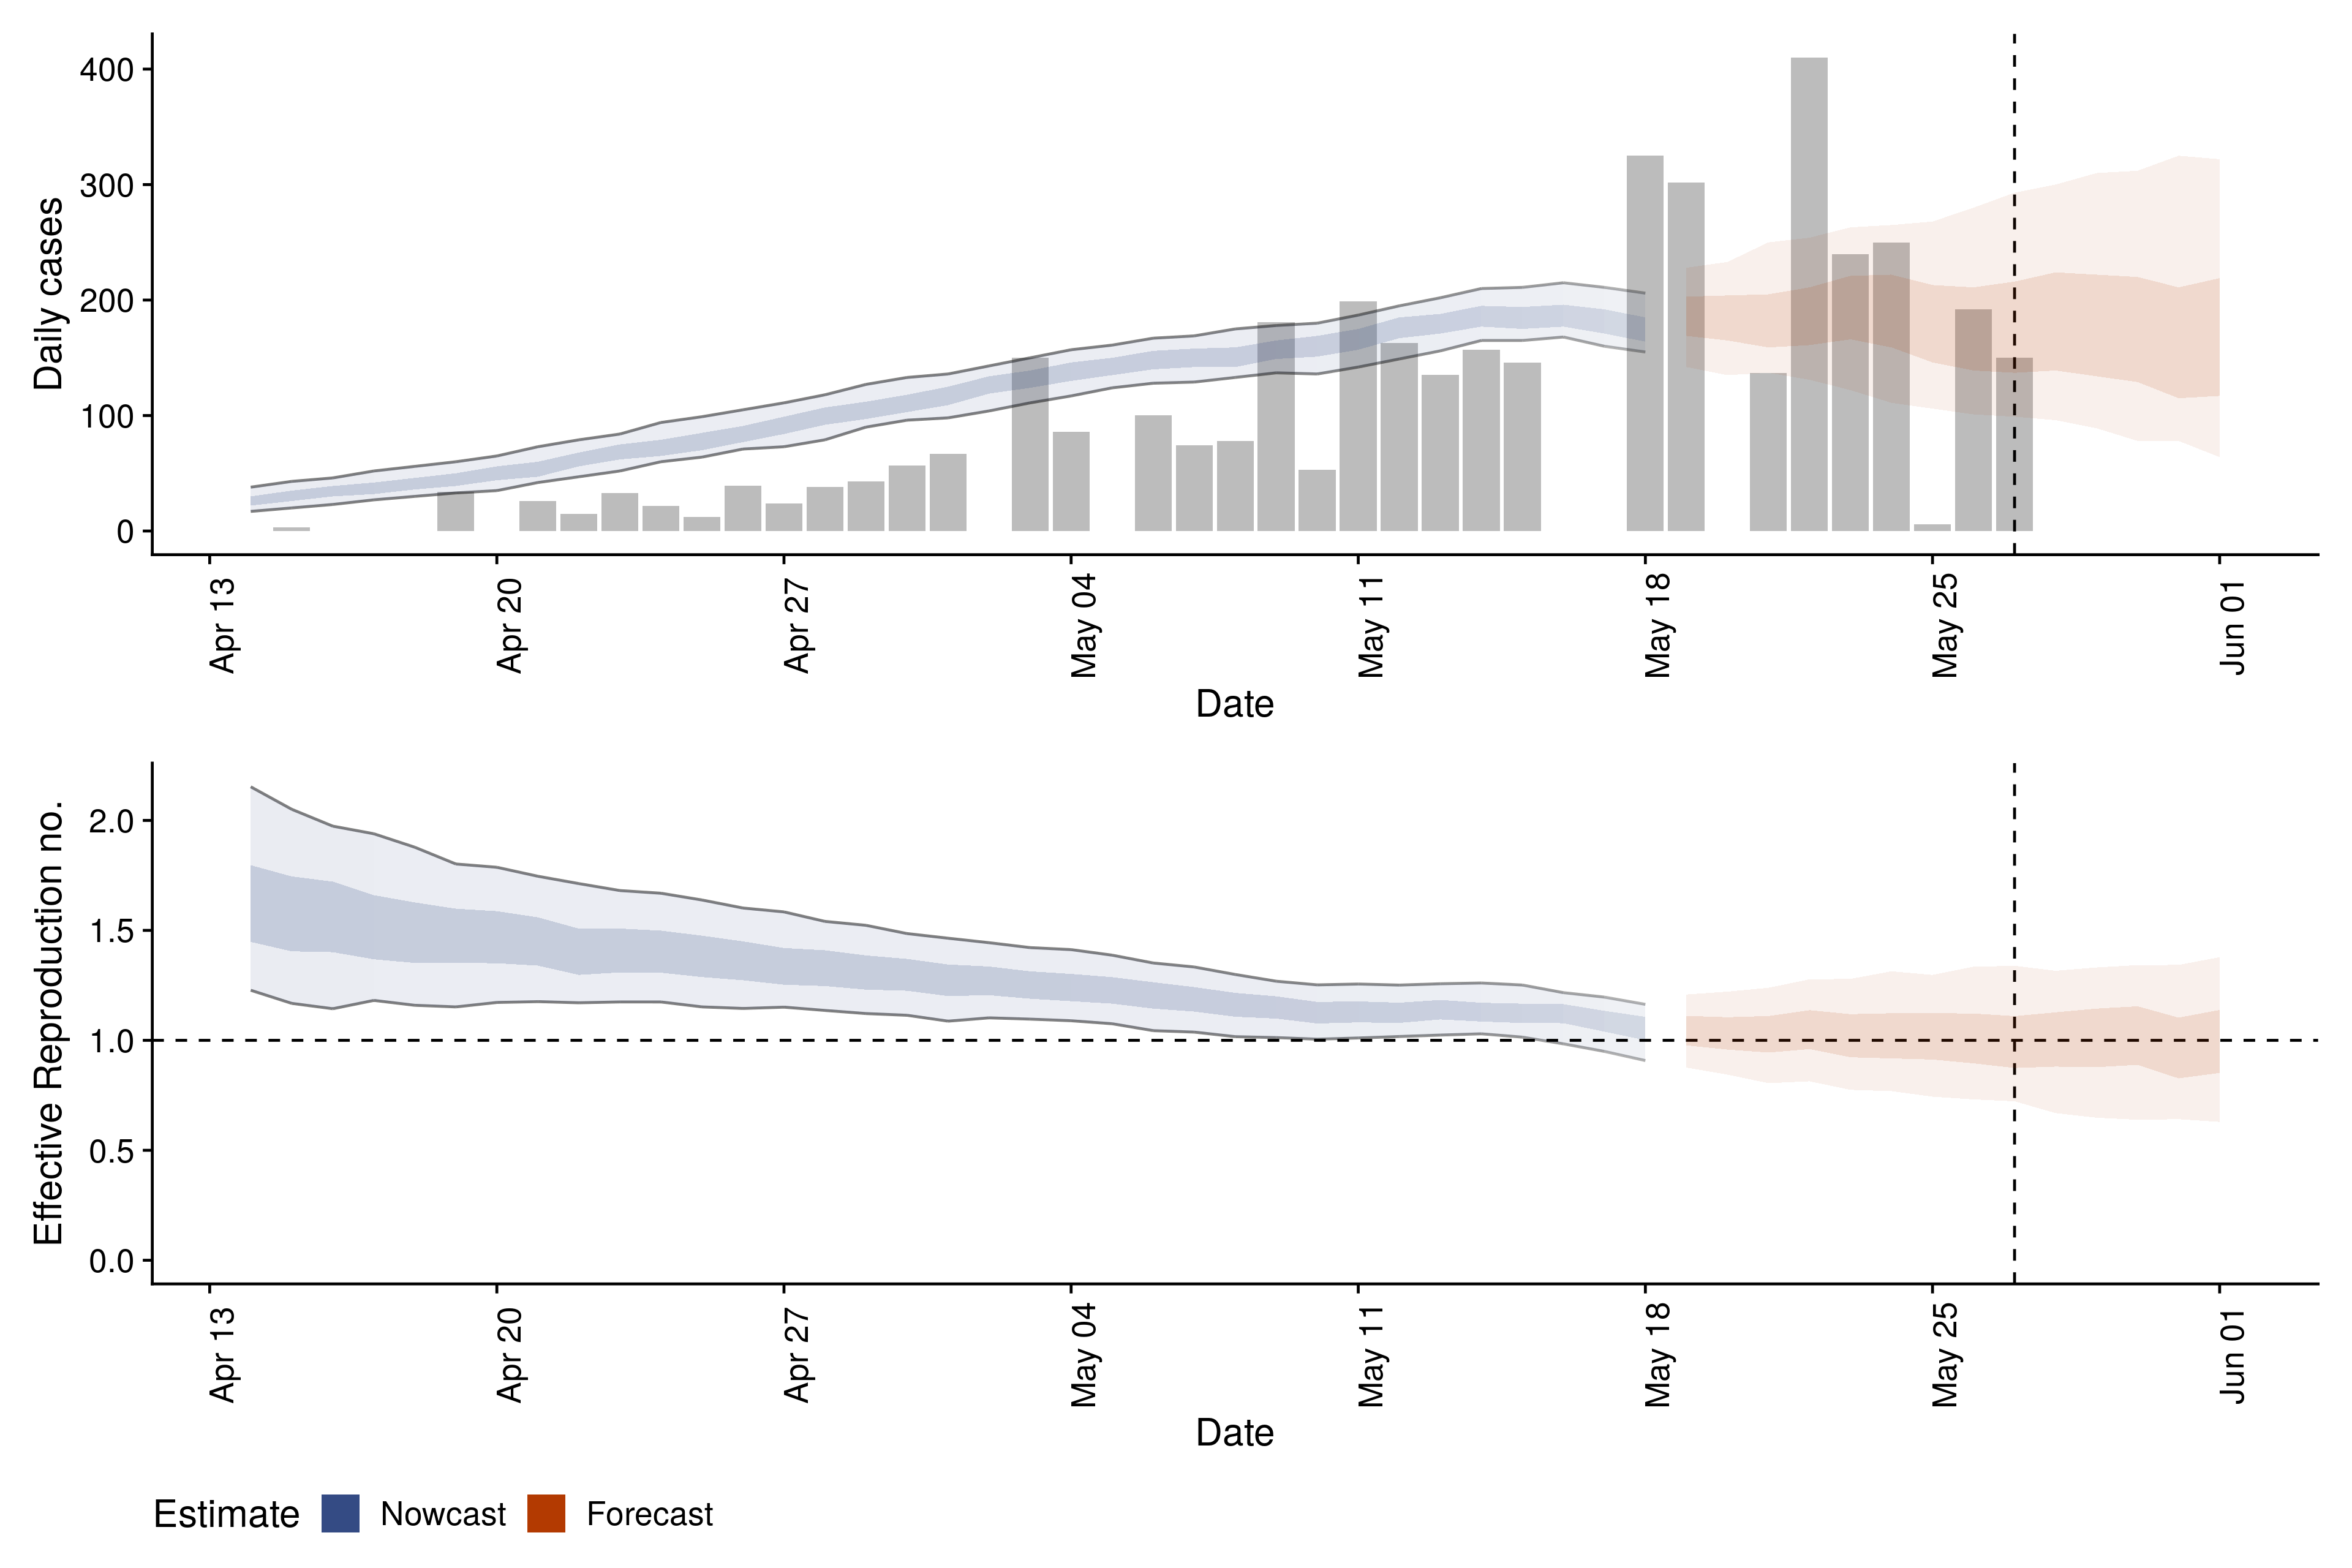 Daily cases
400
300
200
100
0
Apr 13 Apr 20 Apr 27 May 04 May 11 May 18 May 25 Jun 01
Date
Effective Reproduction no.
2.0
1.5
1.0
0.5
0.0
Apr 13 Apr 20 Apr 27 May 04 May 11 May 18 May 25 Jun 01
Date
Estimate Nowcast Forecast